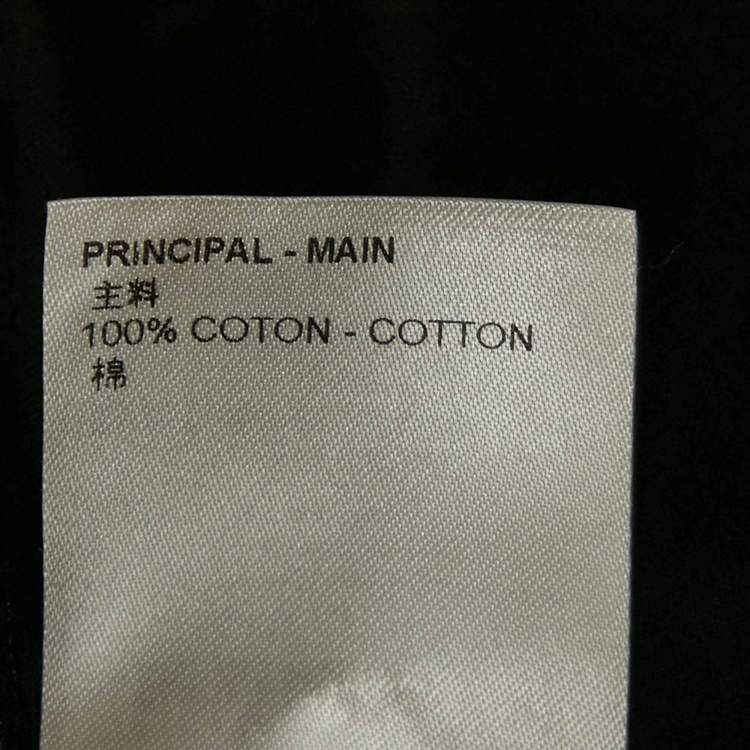 PRINCIPAL - MAIN
主料
100% COTON - COTTON
棉